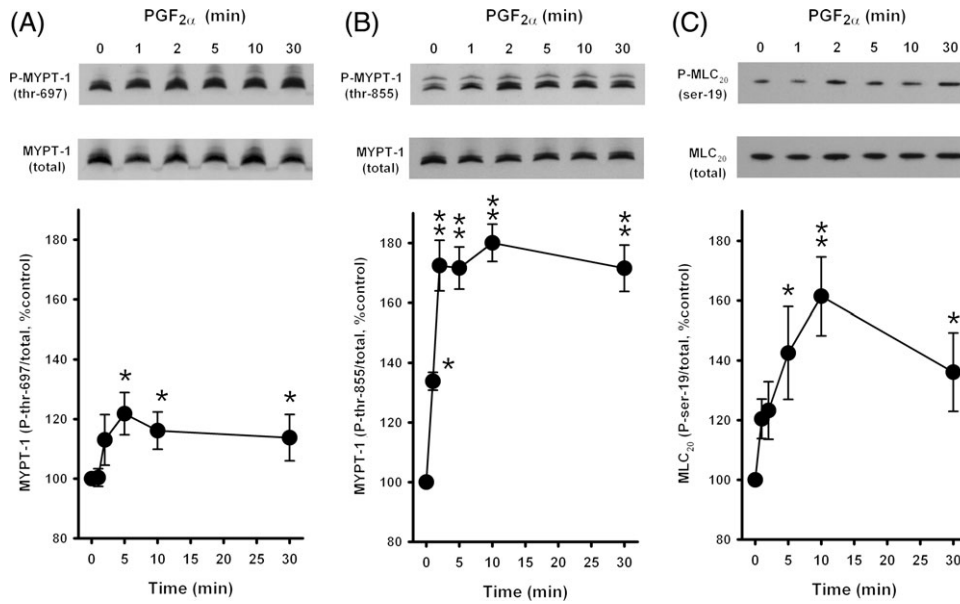 (A)
PGF2α (min)
0 1 2 5 10 30
P-MYPT-1
(thr-697)
MYPT-1
(total)
MYPT-1 (P-thr-697/total, %control)
180
160
140
120
100
80
* * *
0 5 10 15 20 25 30
Time (min)
(B)
PGF2α (min)
0 1 2 5 10 30
P-MYPT-1
(thr-855)
MYPT-1
(total)
MYPT-1 (P-thr-855/total, %control)
180
160
140
120
100
80
* ** ** ** **
0 5 10 15 20 25 30
Time (min)
(C)
PGF2α (min)
0 1 2 5 10 30
P-MLC20
(ser-19)
MLC20
(total)
MLC20 (P-ser-19/total, %control)
180
160
140
120
100
80
* ** *
0 5 10 15 20 25 30
Time (min)